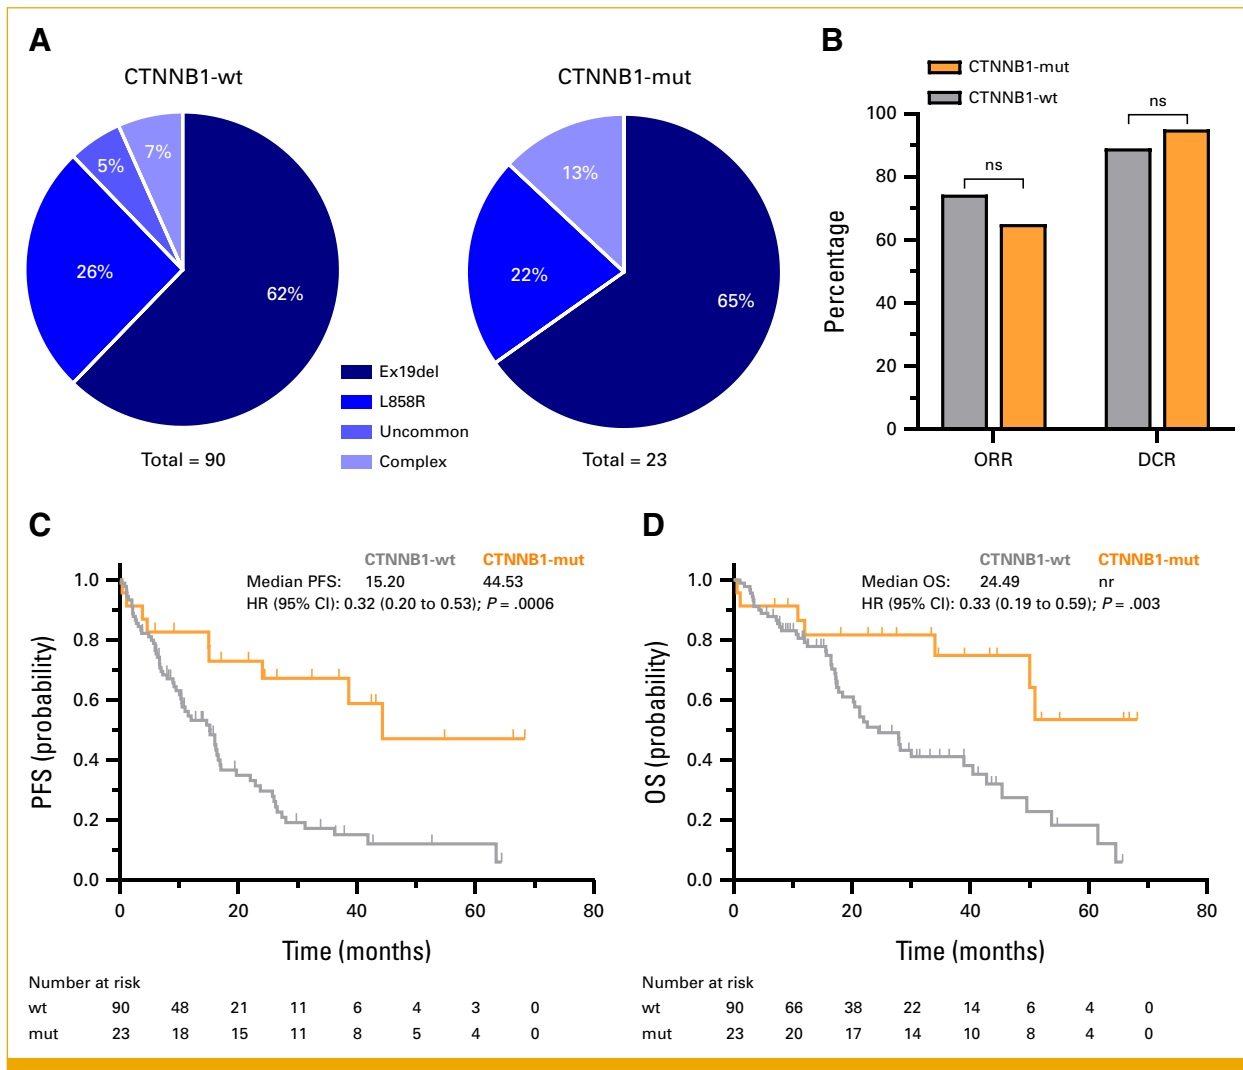 A
CTNNB1-wt
CTNNB1-mut
7%
5%
26%
62%
13%
22%
65%
Ex19del
L858R
Uncommon
Complex
Total = 90
Total = 23
B
CTNNB1-mut
CTNNB1-wt
ns
ns
100
80
60
40
20
0
Percentage
ORR
DCR
C
CTNNB1-wt
CTNNB1-mut
Median PFS:
15.20
44.53
HR (95% CI): 0.32 (0.20 to 0.53); P = .0006
1.0
0.8
0.6
0.4
0.2
0.0
PFS (probability)
0
20
40
60
80
Time (months)
Number at risk
wt 90 48 21 11 6 4 3 0
mut 23 18 15 11 8 5 4 0
D
CTNNB1-wt
CTNNB1-mut
Median OS:
24.49
nr
HR (95% CI): 0.33 (0.19 to 0.59); P = .003
1.0
0.8
0.6
0.4
0.2
0.0
OS (probability)
0
20
40
60
80
Time (months)
Number at risk
wt 90 66 38 22 14 6 4 0
mut 23 20 17 14 10 8 4 0